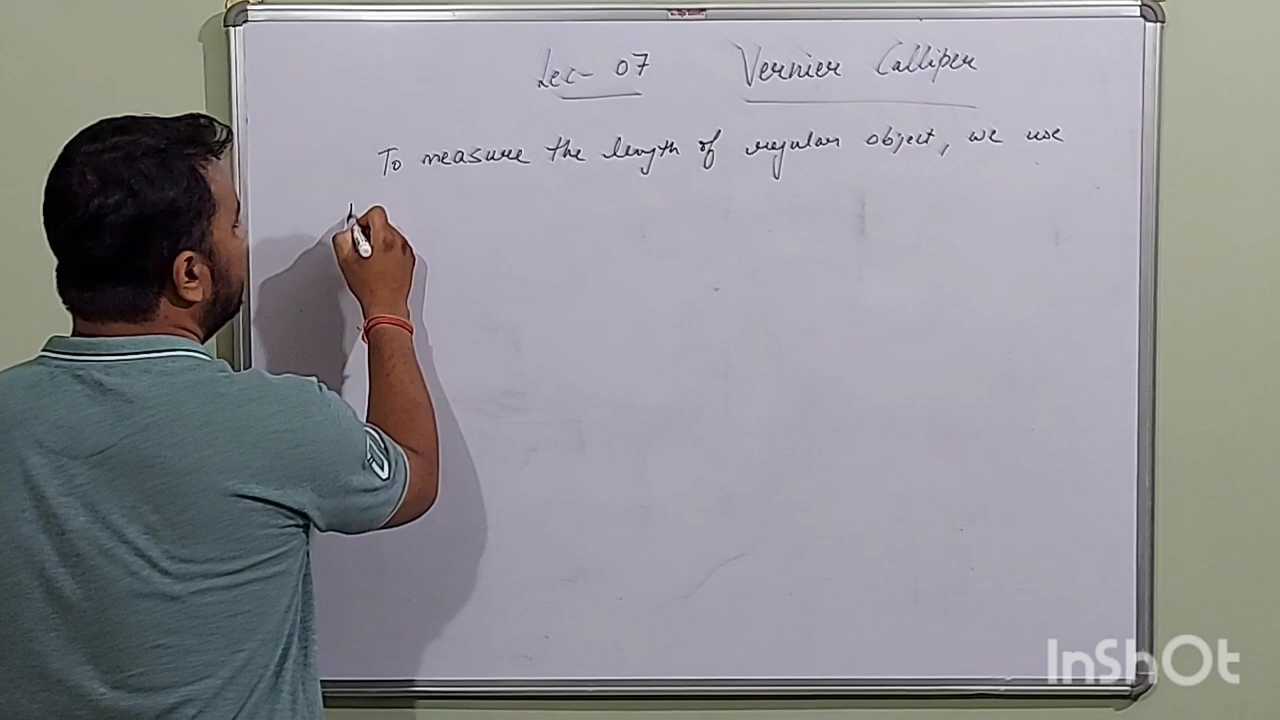 Lec- 07 Vernier Calliper
To measure the length of regular object, we use
InShOt